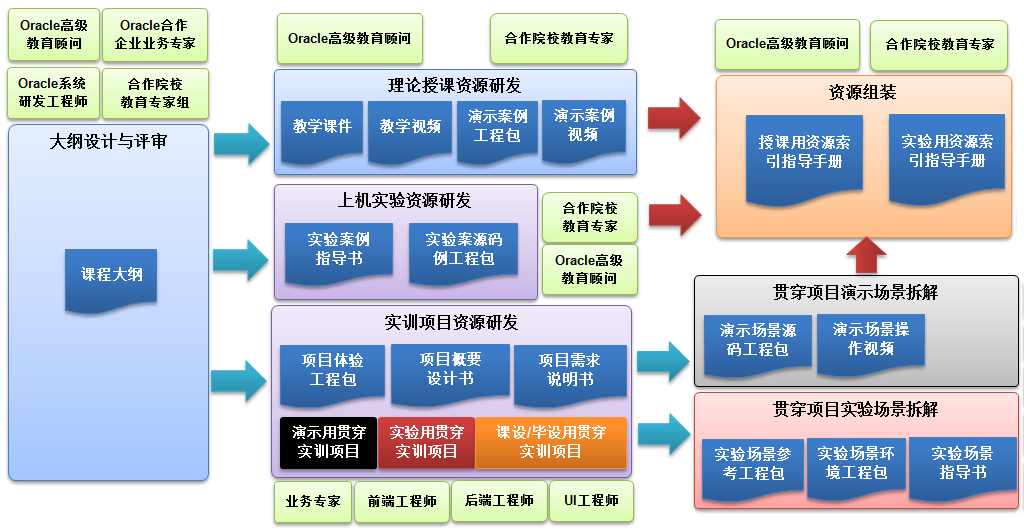 Oracle高级
教育顾问
Oracle合作
企业业务专家
Oracle系统
研发工程师
合作院校
教育专家组
大纲设计与评审
课程大纲
Oracle高级教育顾问
合作院校教育专家
理论授课资源研发
教学课件
教学视频
演示案例
工程包
演示案例
视频
上机实验资源研发
实验案例
指导书
实验案源码
例工程包
合作院校
教育专家
Oracle高级
教育顾问
实训项目资源研发
项目体验
工程包
项目概要
设计书
项目需求
说明书
演示用贯穿
实训项目
实验用贯穿
实训项目
课设/毕设用贯穿
实训项目
业务专家
前端工程师
后端工程师
UI工程师
Oracle高级教育顾问
合作院校教育专家
资源组装
授课用资源索
引指导手册
实验用资源索
引指导手册
贯穿项目演示场景拆解
演示场景源
码工程包
演示场景操
作视频
贯穿项目实验场景拆解
实验场景参
考工程包
实验场景环
境工程包
实验场景
指导书